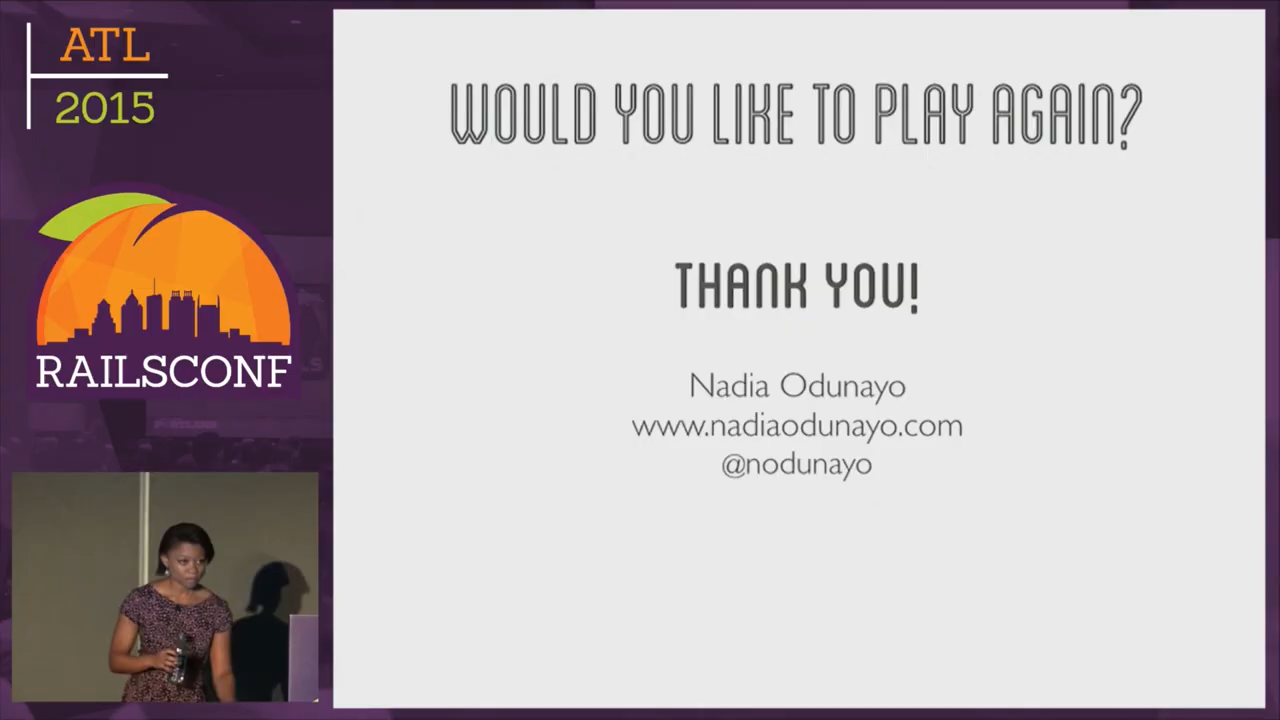 ATL
2015
RAILSCONF
WOULD YOU LIKE TO PLAY AGAIN?
THANK YOU!
Nadia Odunayo
www.nadiaodunayo.com
@nodunayo